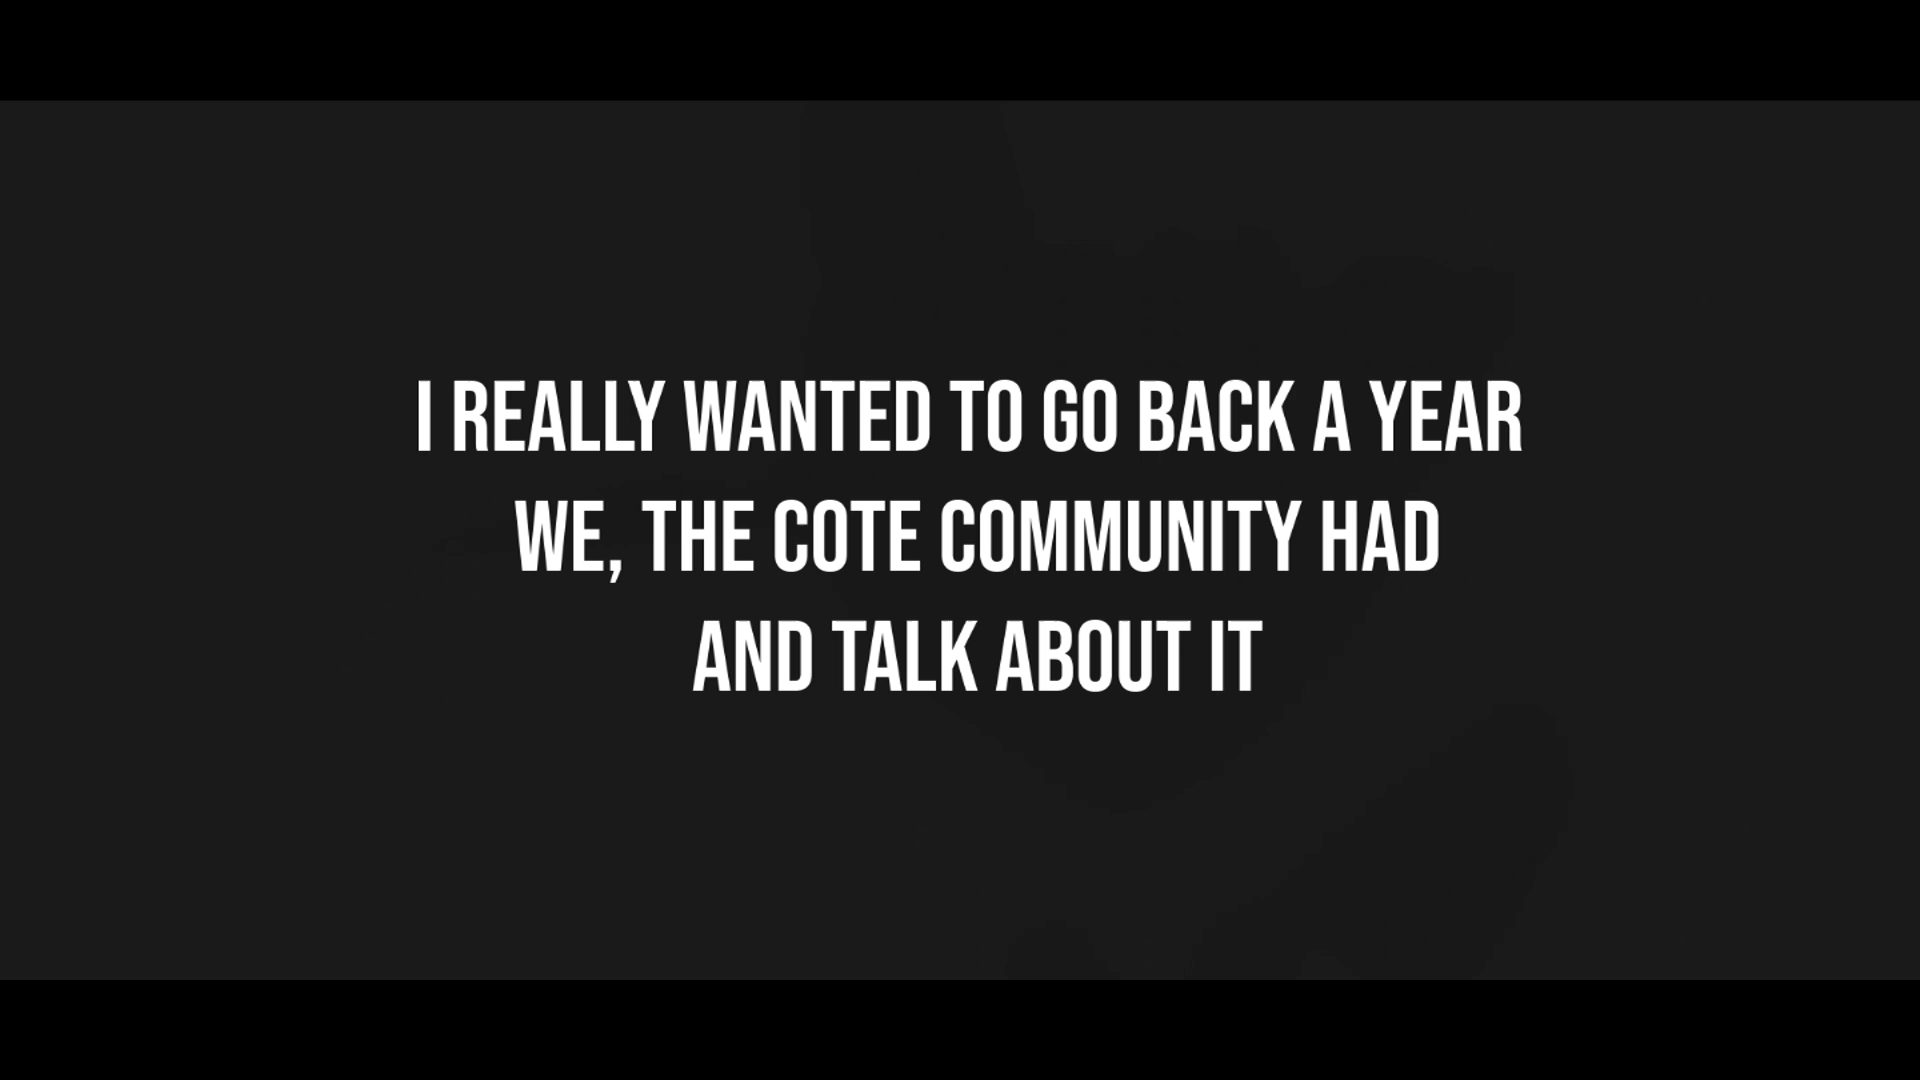 I REALLY WANTED TO GO BACK A YEAR
WE, THE COTE COMMUNITY HAD
AND TALK ABOUT IT